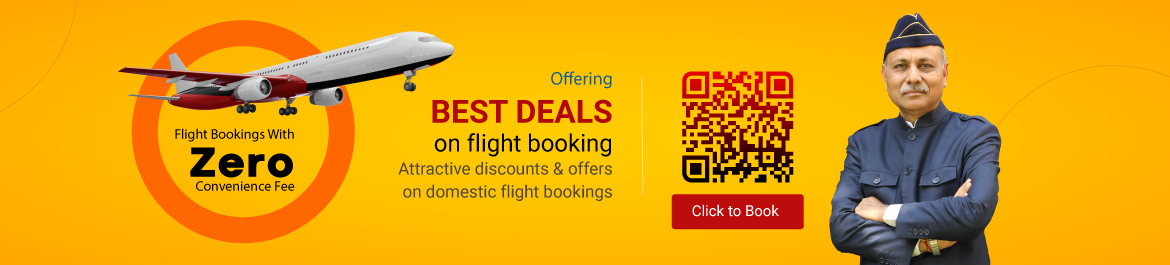 Flight Bookings With
Zero
Convenience Fee
Offering
BEST DEALS
on flight booking
Attractive discounts & offers
on domestic flight bookings
Click to Book